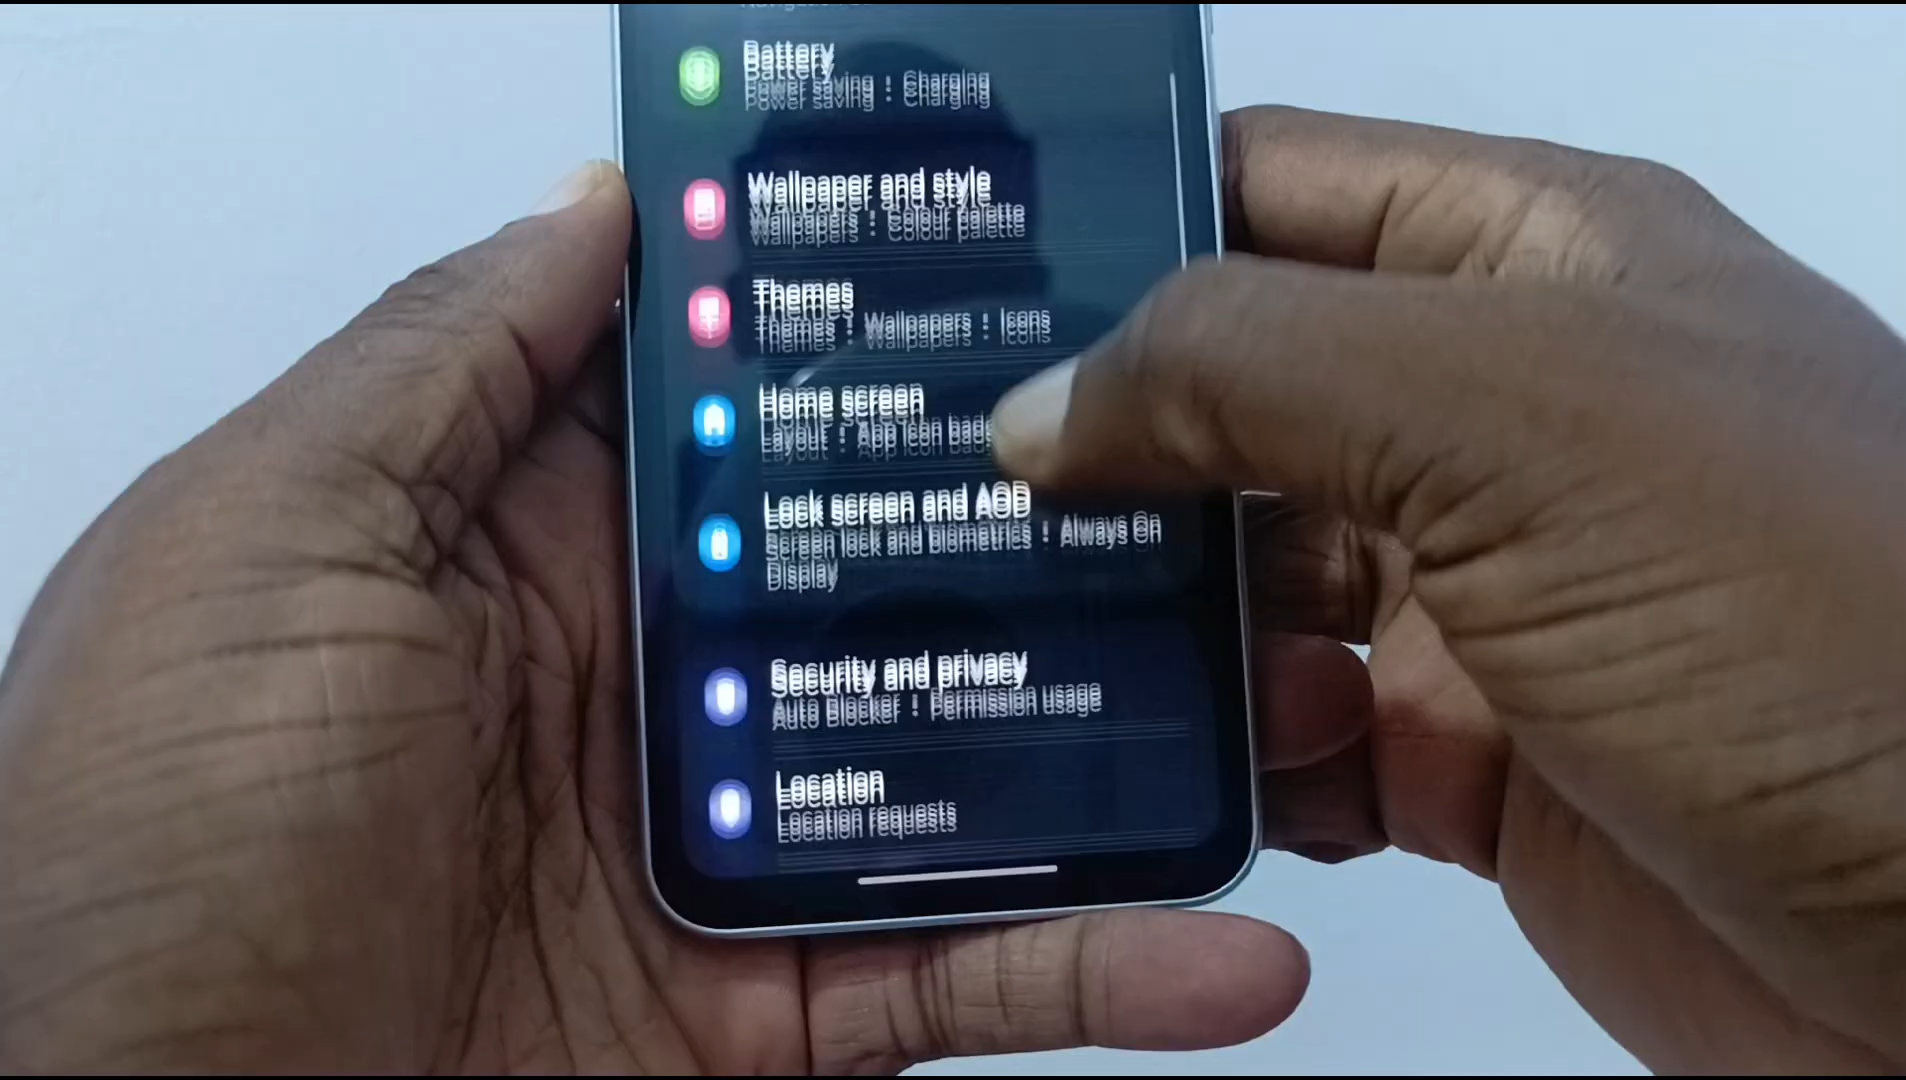 Battery
Power saving : Charging
Wallpaper and style
Wallpapers : Colour palette
Themes
Themes : Wallpapers : Icons
Home screen
Layout : App icon
Lock screen and AOD
Screen lock and biometrics : Always On
Display
Security and privacy
Auto Blocker : Permission usage
Location
Location requests